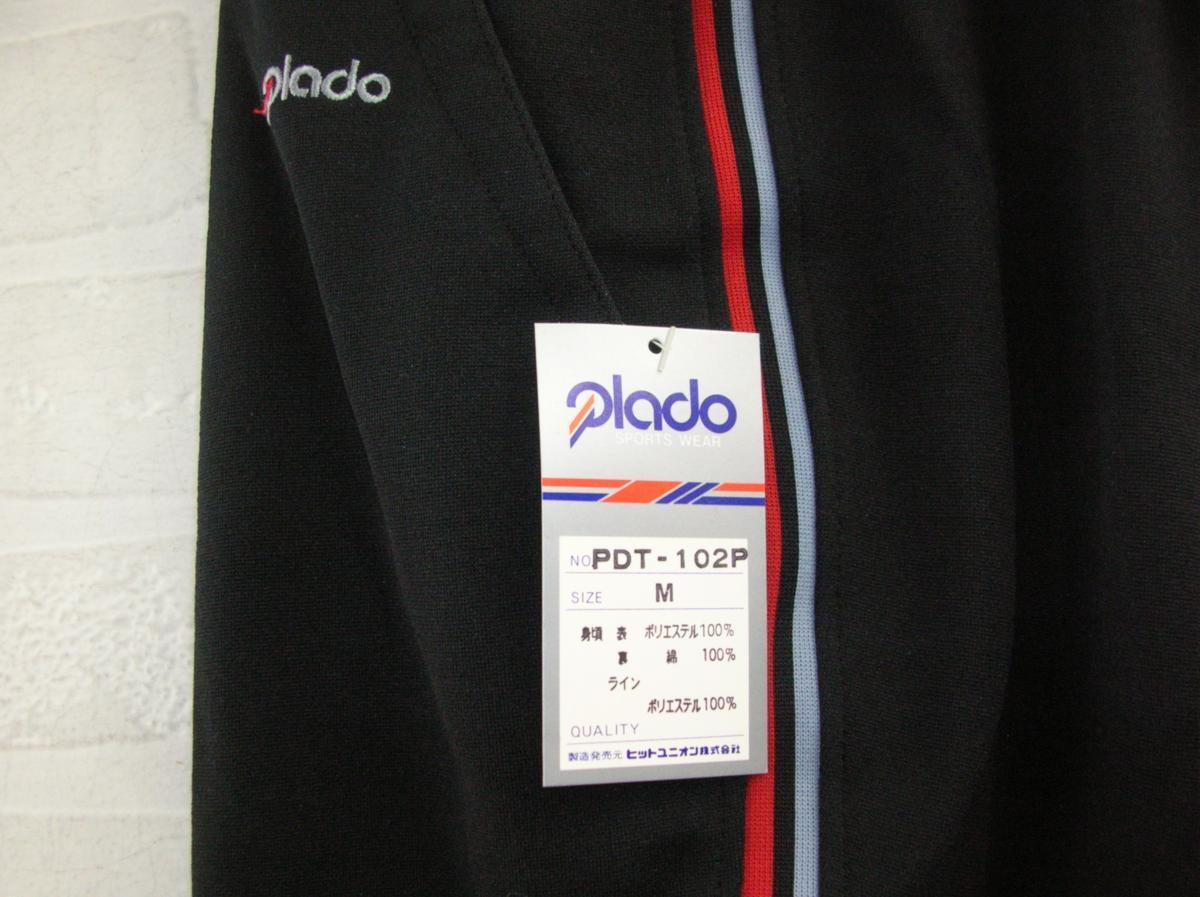 plado
plado
SPORTS WEAR
NO. PDT-102P
SIZE M
身頃 表 ポリエステル100%
裏 綿 100%
ライン
ポリエステル100%
QUALITY
製造発売元 ヒットユニオン株式会社